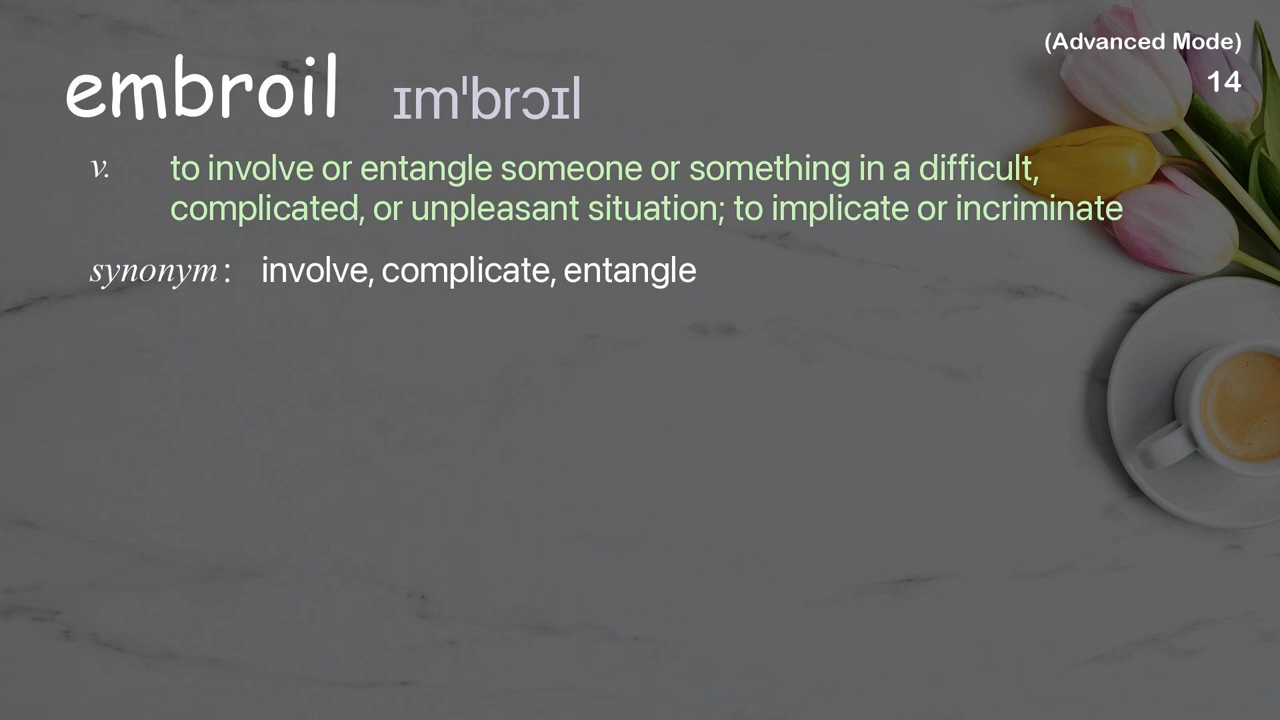 (Advanced Mode)
14
embroil ɪmˈbrɔɪl
v. to involve or entangle someone or something in a difficult,
complicated, or unpleasant situation; to implicate or incriminate
synonym : involve, complicate, entangle